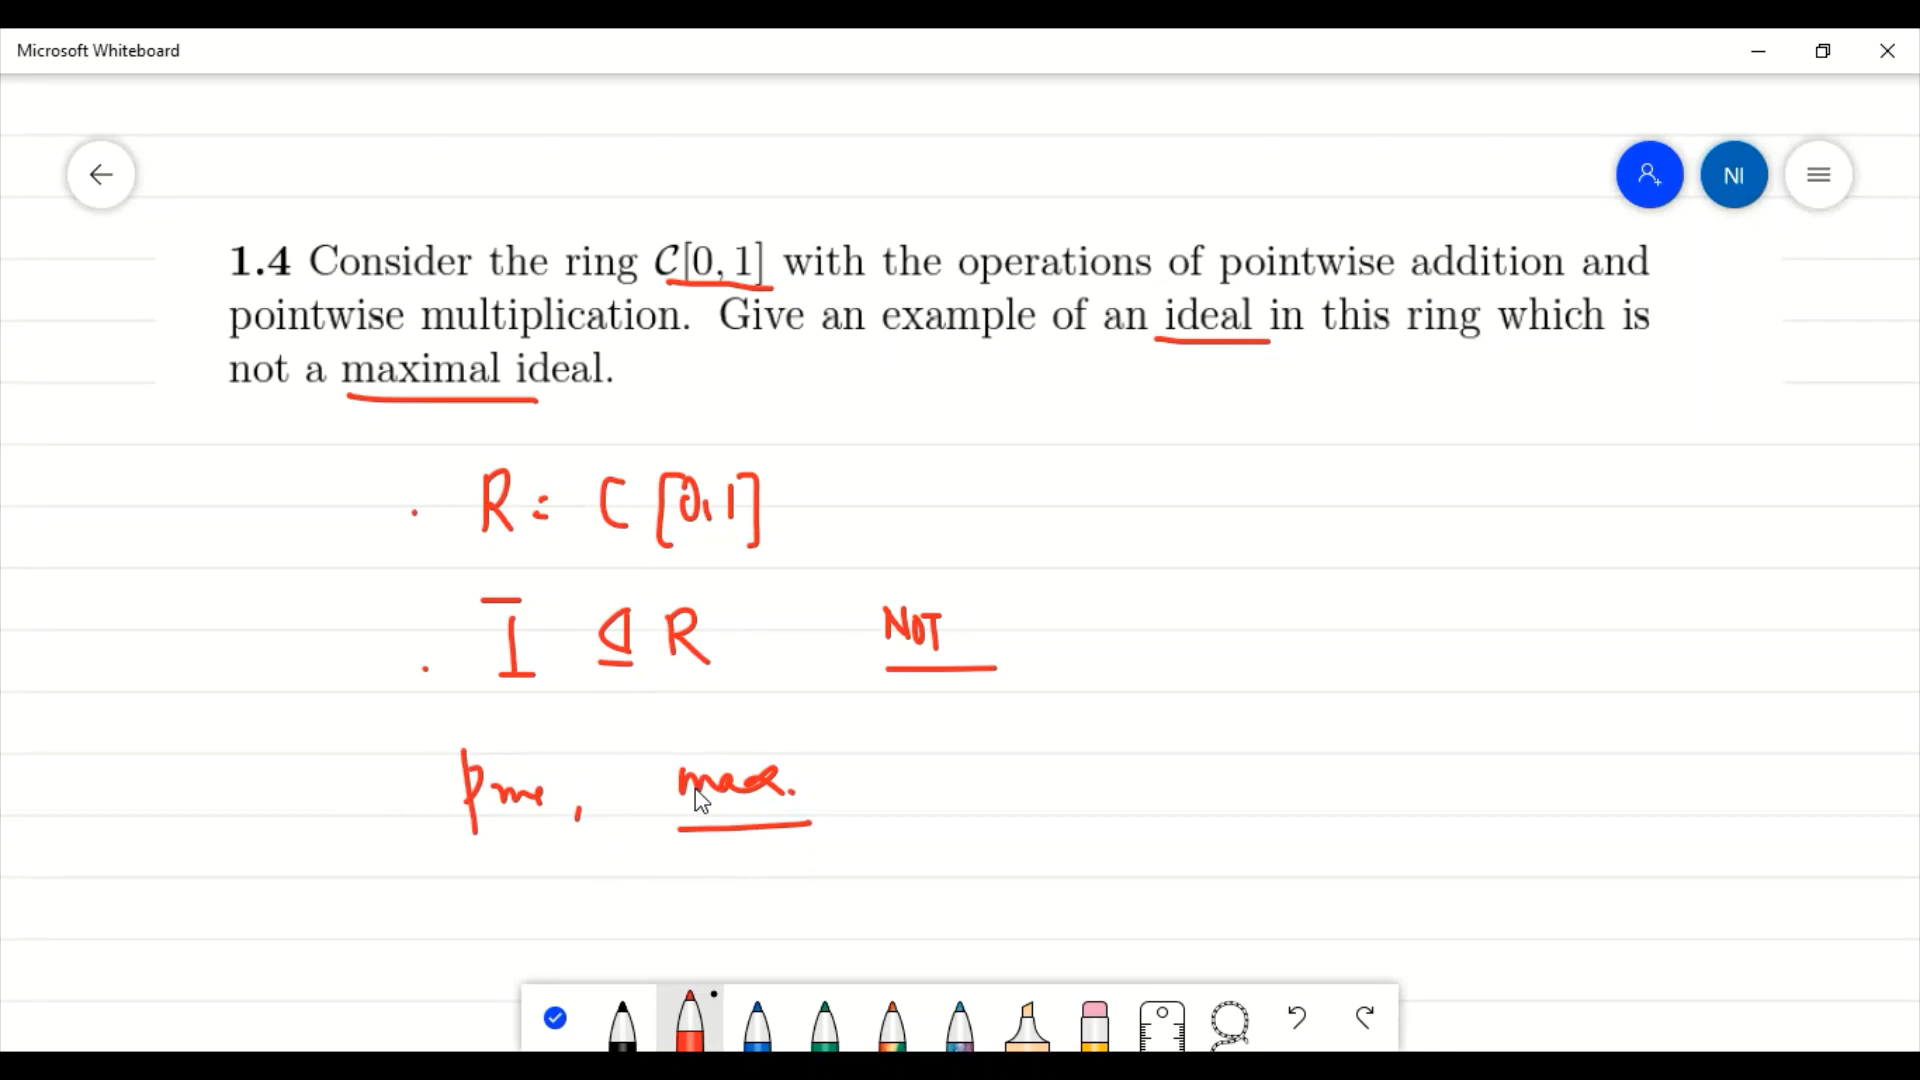 Microsoft Whiteboard
NI
1.4 Consider the ring 𝒞[0, 1] with the operations of pointwise addition and
pointwise multiplication. Give an example of an ideal in this ring which is
not a maximal ideal.
. R = C [0,1]
. I ⊴ R NOT
prime, max.